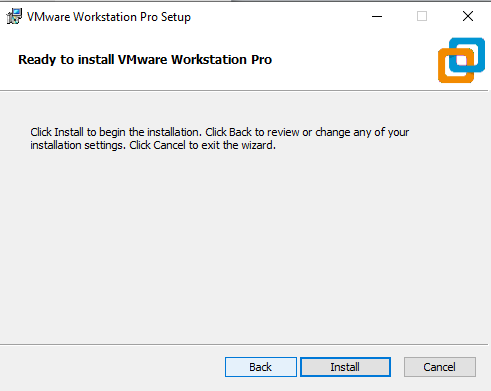 VMware Workstation Pro Setup
Ready to install VMware Workstation Pro
Click Install to begin the installation. Click Back to review or change any of your
installation settings. Click Cancel to exit the wizard.
Back
Install
Cancel